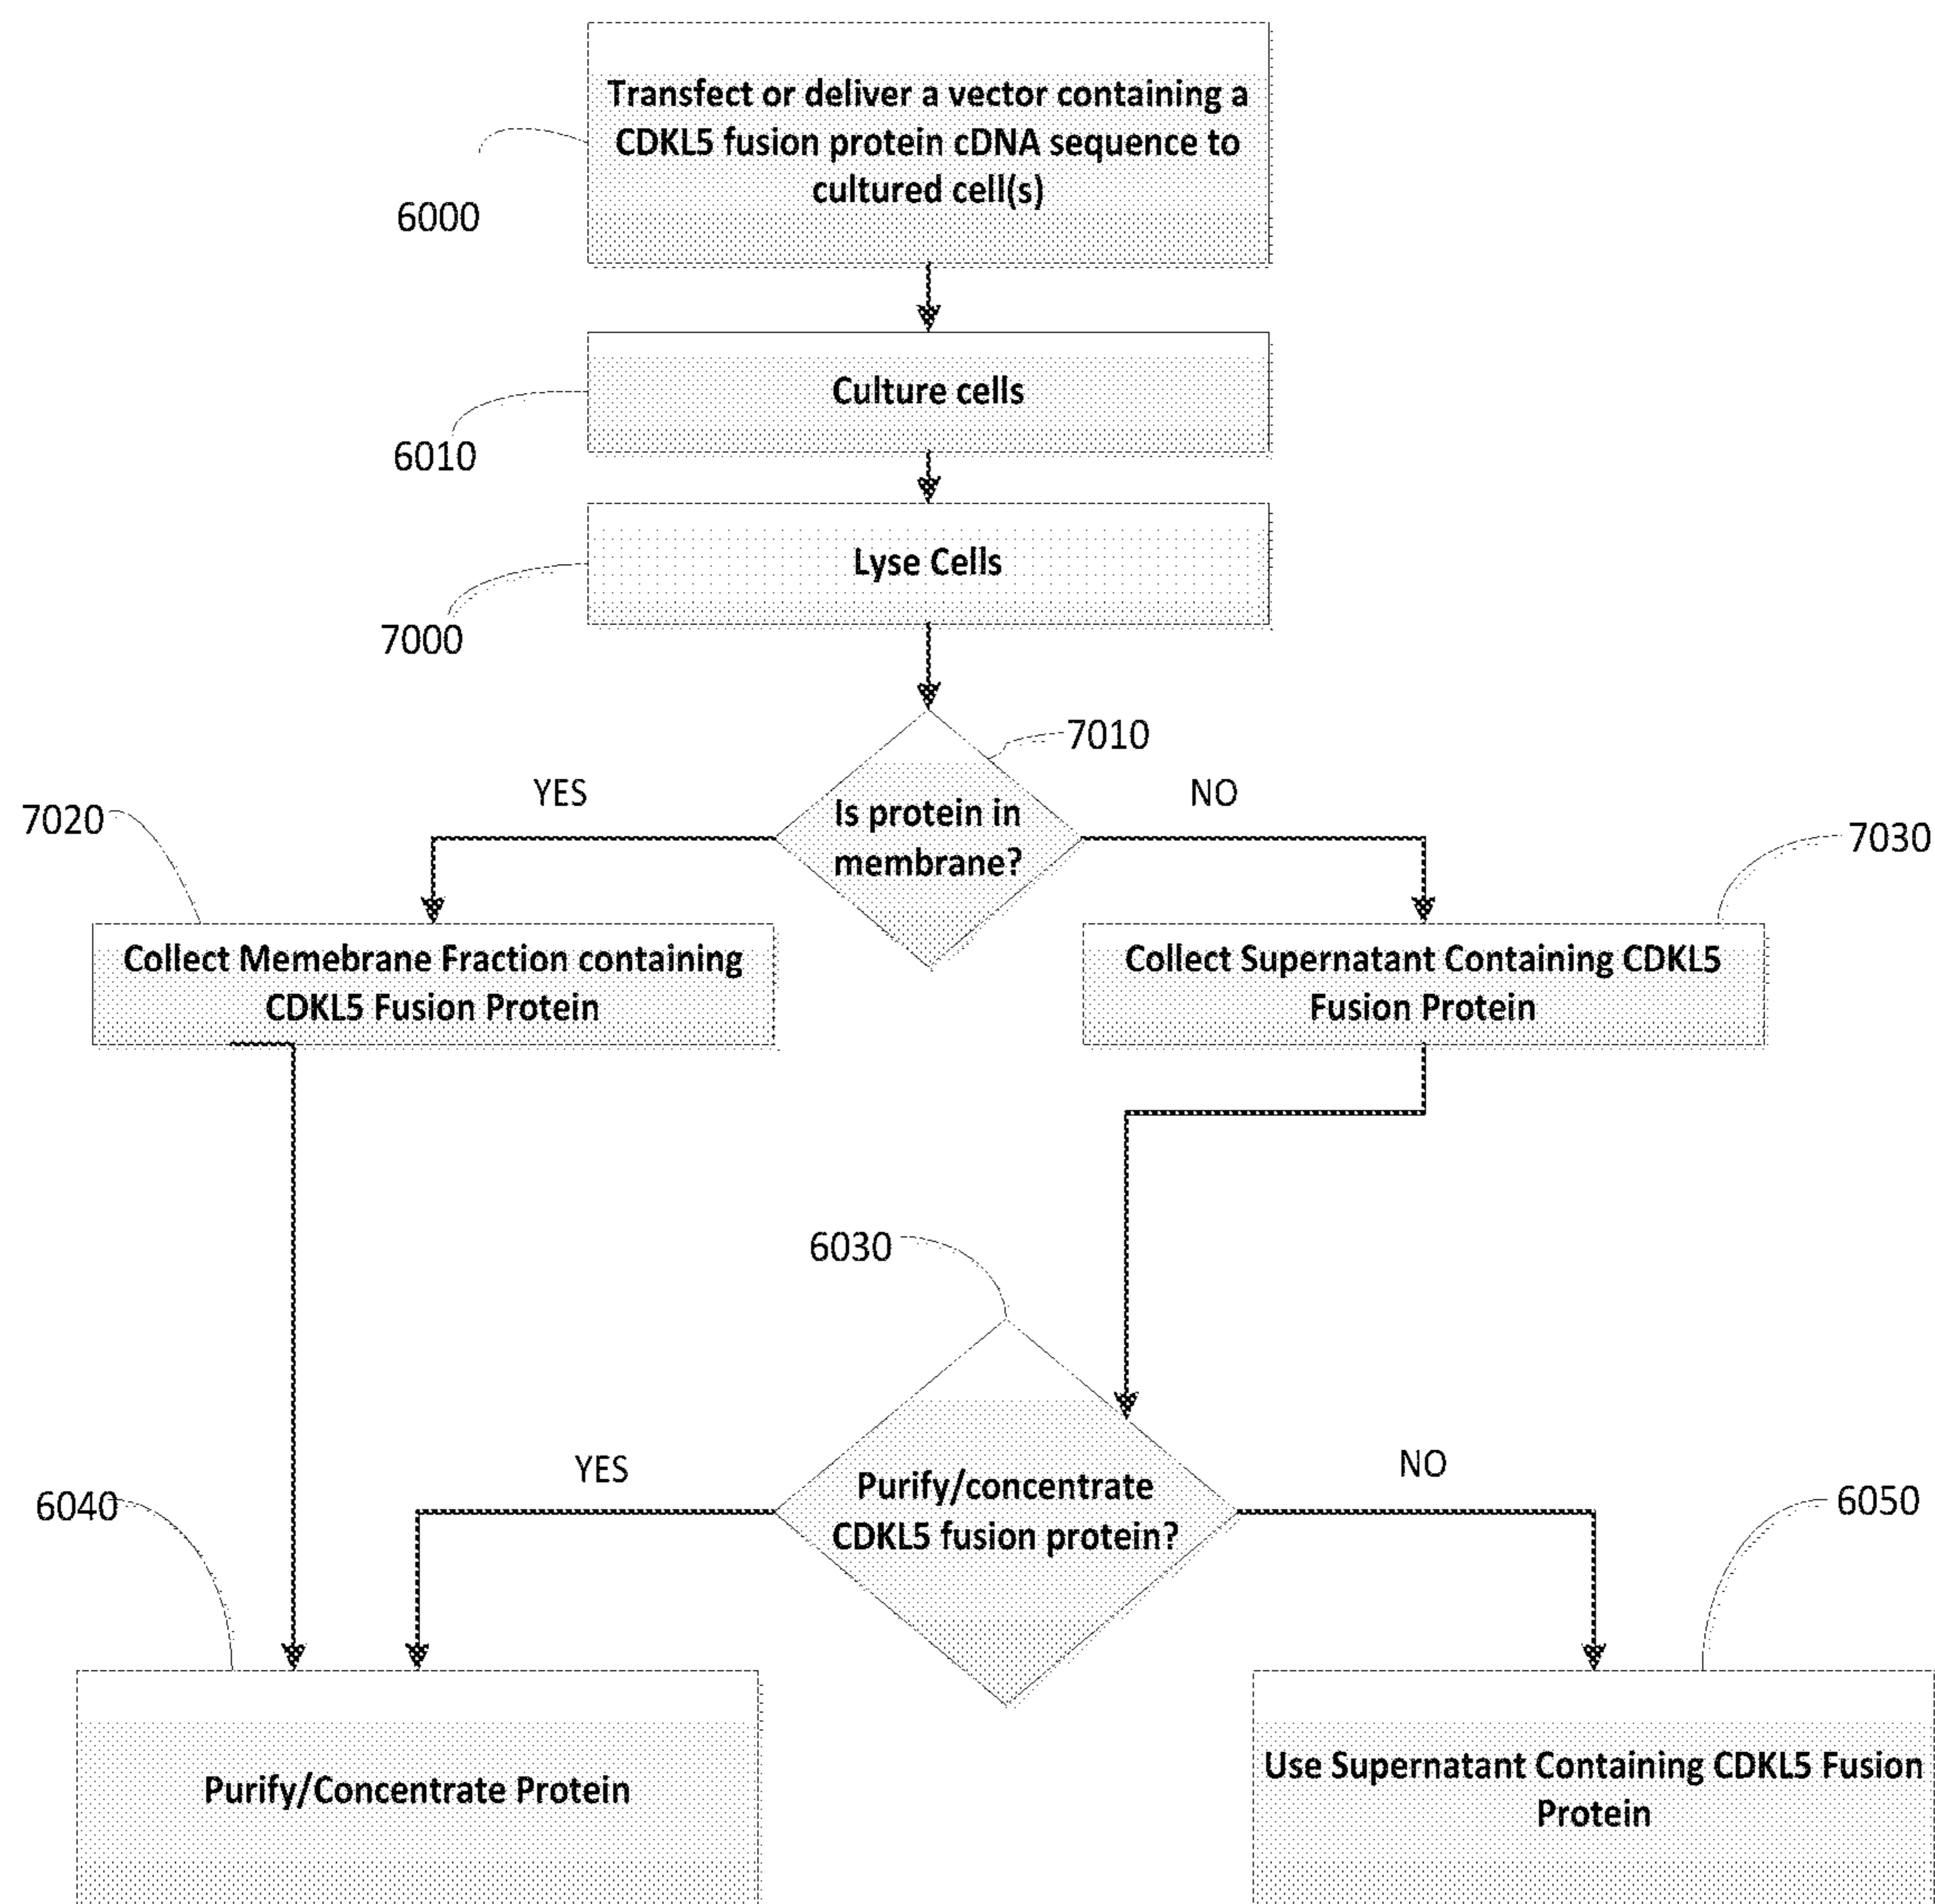 Transfect or deliver a vector containing a
CDKL5 fusion protein cDNA sequence to
cultured cell(s)
6000
Culture cells
6010
Lyse Cells
7000
7010
YES
NO
Is protein in
membrane?
7020
7030
Collect Memebrane Fraction containing
CDKL5 Fusion Protein
Collect Supernatant Containing CDKL5
Fusion Protein
6030
YES
NO
Purify/concentrate
CDKL5 fusion protein?
6040
6050
Purify/Concentrate Protein
Use Supernatant Containing CDKL5 Fusion
Protein